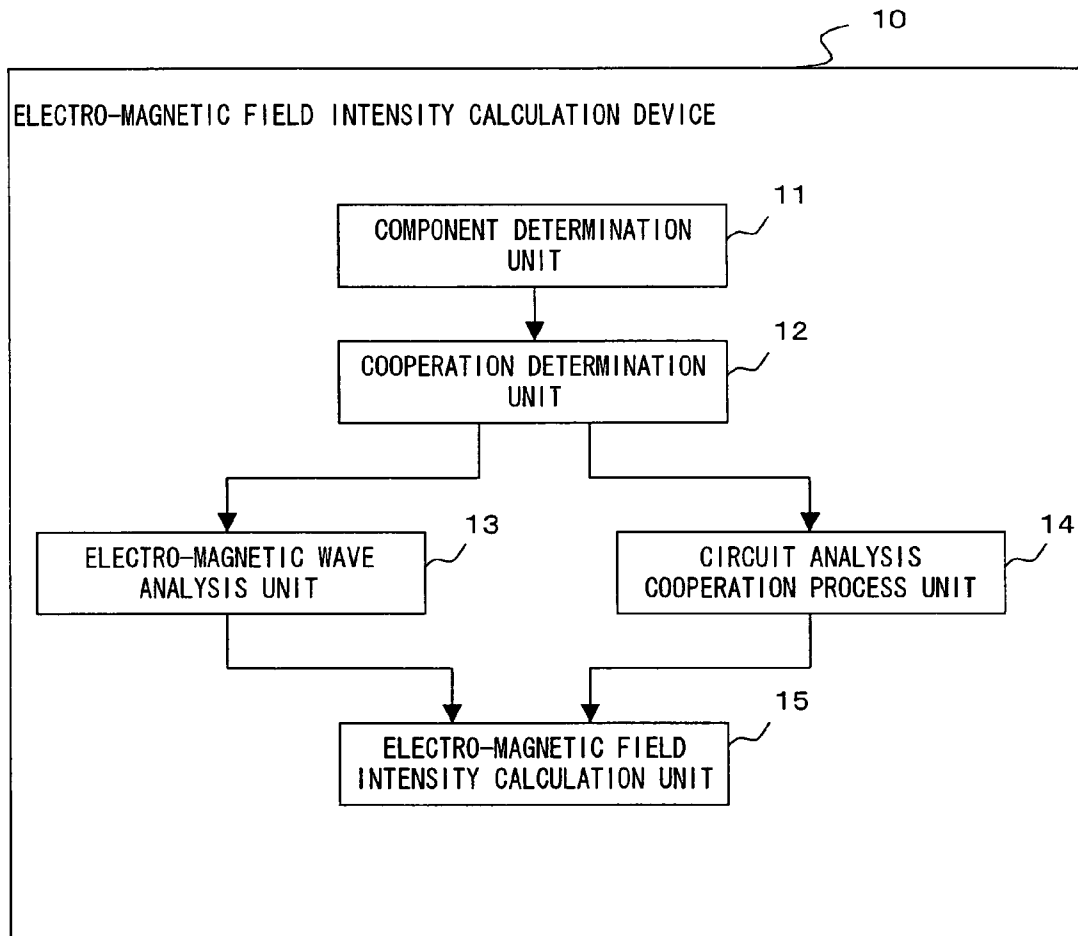 10
ELECTRO-MAGNETIC FIELD INTENSITY CALCULATION DEVICE
11
COMPONENT DETERMINATION
UNIT
12
COOPERATION DETERMINATION
UNIT
13
ELECTRO-MAGNETIC WAVE
ANALYSIS UNIT
14
CIRCUIT ANALYSIS
COOPERATION PROCESS UNIT
15
ELECTRO-MAGNETIC FIELD
INTENSITY CALCULATION UNIT